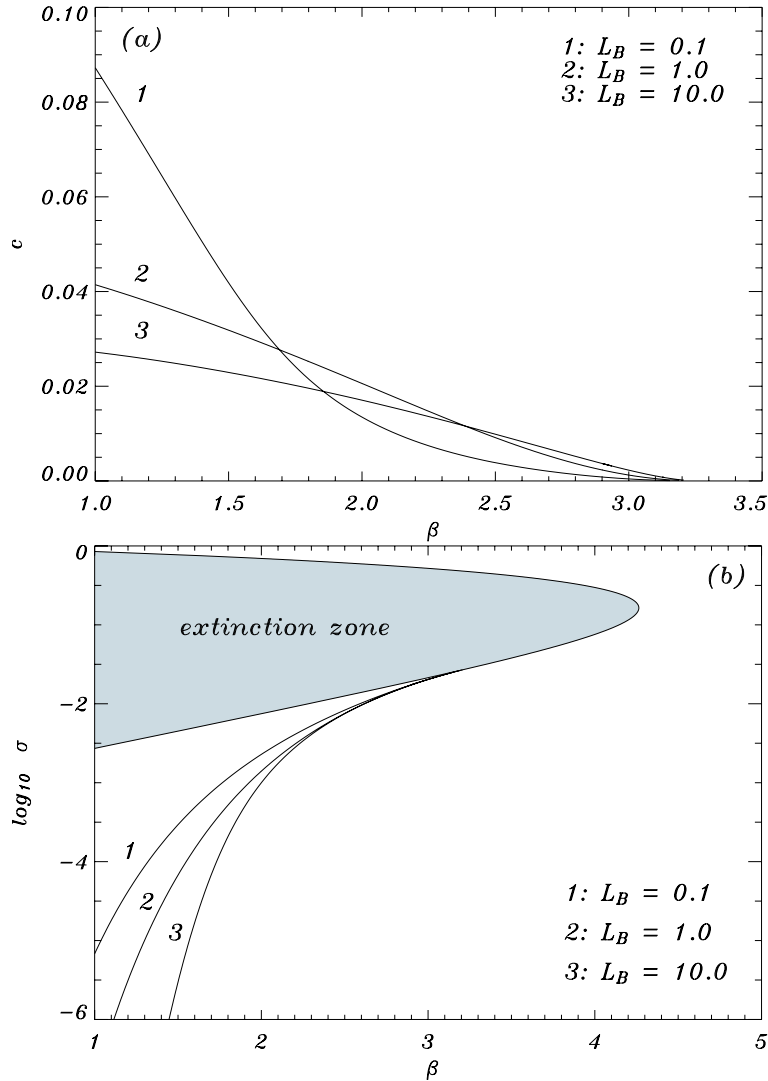 0.10
(a)
1: L_B = 0.1
2: L_B = 1.0
3: L_B = 10.0
1
0.08
0.06
c
2
0.04
3
0.02
0.00
1.0 1.5 2.0 2.5 3.0 3.5
β
0
(b)
extinction zone
-2
log10 σ
1
-4
2
1: L_B = 0.1
3
2: L_B = 1.0
3: L_B = 10.0
-6
1 2 3 4 5
β